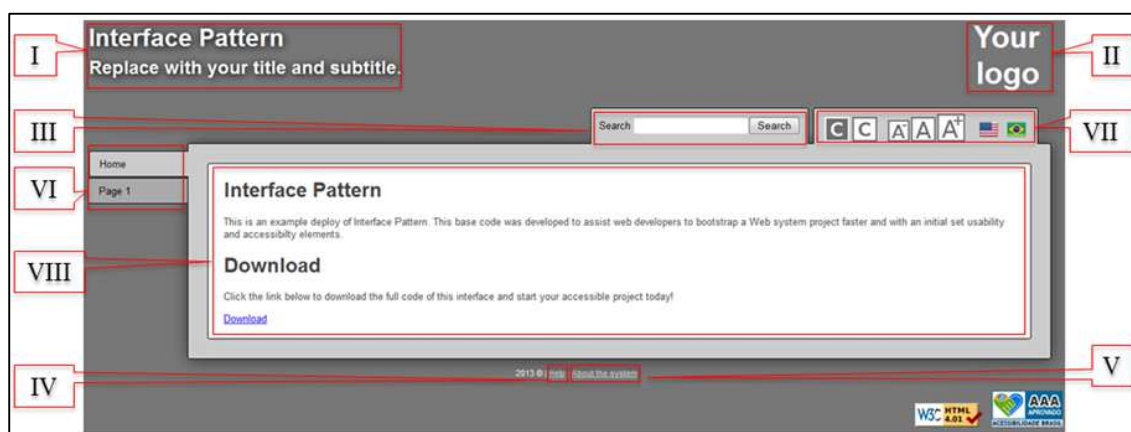 I
Interface Pattern
Replace with your title and subtitle.
Your
logo
II
III
Search Search
C C A- A A+
VII
VI
Home
Page 1
Interface Pattern
This is an example deploy of Interface Pattern. This base code was developed to assist web developers to bootstrap a Web system project faster and with an initial set usability
and accessibilty elements.
VIII
Download
Click the link below to download the full code of this interface and start your accessible project today!
Download
IV
2013 © | Help | About the system
V
W3C HTML 4.01
AAA
APROVADO
ACESSIBILIDADE BRASIL